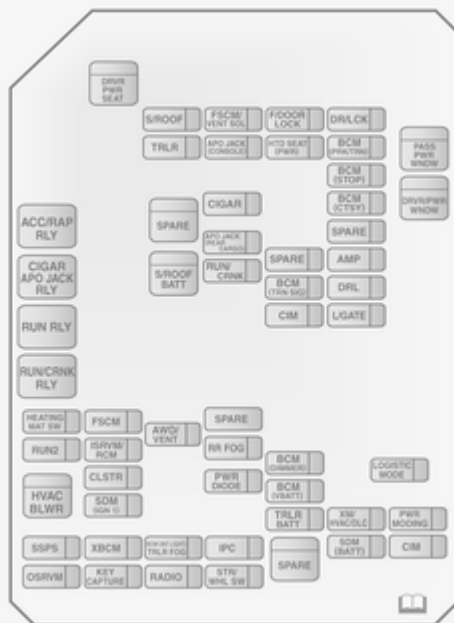 DRIVR
PWR
SEAT
S/ROOF
FSCM/
VENT SOL
F/DOOR
LOCK
DR/LCK
TRLR
APO JACK
(CONSOLE)
HTD SEAT
(PWR)
BCM
(PRK/TRN)
PASS
PWR
WNDW
BCM
(STOP)
BCM
(CTSY)
DRVR/PWR
WNDW
CIGAR
SPARE
ACC/RAP
RLY
SPARE
APO JACK
(REAR
CARGO)
SPARE
AMP
CIGAR
APO JACK
RLY
S/ROOF
BATT
RUN/
CRNK
BCM
(TRN SIG)
DRL
CIM
L/GATE
RUN RLY
RUN/CRNK
RLY
HEATING
MAT SW
FSCM
AWD/
VENT
SPARE
RUN2
ISRVM/
RCM
RR FOG
BCM
(DIMMER)
LOGISTIC
MODE
HVAC
BLWR
CLSTR
PWR
DIODE
SDM
(IGN 1)
BCM
(VBATT)
TRLR
BATT
XM/
HVAC/DLC
PWR
MODING
SSPS
XBCM
TRLR FOG
IPC
SPARE
SDM
(BATT)
CIM
OSRVM
KEY
CAPTURE
RADIO
STR/
WHL SW